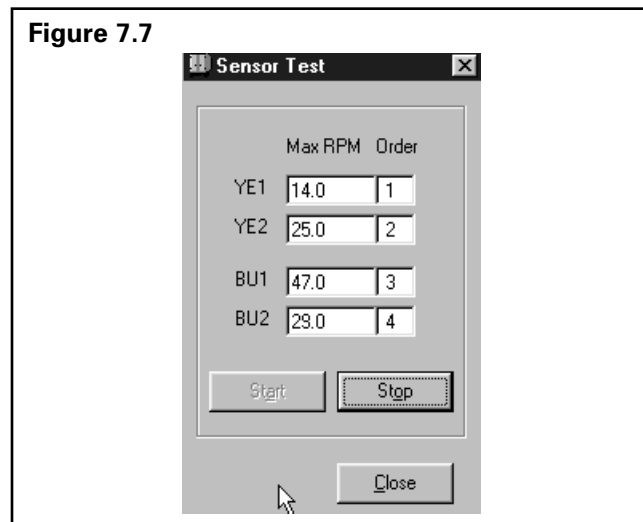 Figure 7.7
Sensor Test
Max RPM Order
YE1 14.0 1
YE2 25.0 2
BU1 47.0 3
BU2 29.0 4
Start Stop
Close